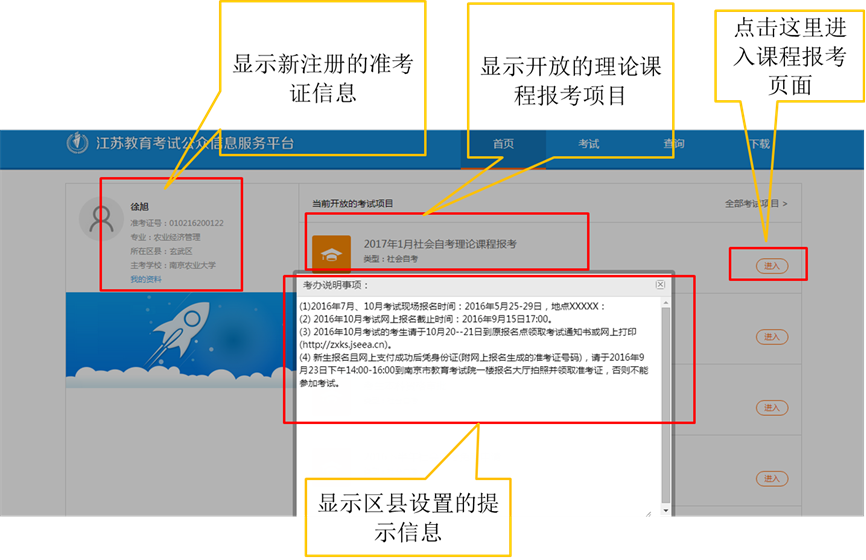 显示新注册的准考
证信息
显示开放的理论课
程报考项目
点击这里进
入课程报考
页面
江苏教育考试公众信息服务平台
首页
考试
查询
下载
徐旭
准考证号：010216200122
专业：农业经济管理
所在区县：玄武区
主考学校：南京农业大学
我的资料
当前开放的考试项目
全部考试项目 >
2017年1月社会自考理论课程报考
类型：社会自考
进入
考办说明事项：
(1)2016年7月、10月考试现场报名时间：2016年5月25-29日，地点XXXXX；
(2) 2016年10月考试网上报名截止时间：2016年9月15日17:00。
(3) 2016年10月考试的考生请于10月20--21日到原报名点领取考试通知书或网上打印
(http://zxks.jseea.cn)。
(4) 新生报名且网上支付成功后凭身份证(附网上报名生成的准考证号码)，请于2016年9
月23日下午14:00-16:00到南京市教育考试院一楼报名大厅拍照并领取准考证，否则不能
参加考试。
进入
进入
进入
显示区县设置的提
示信息